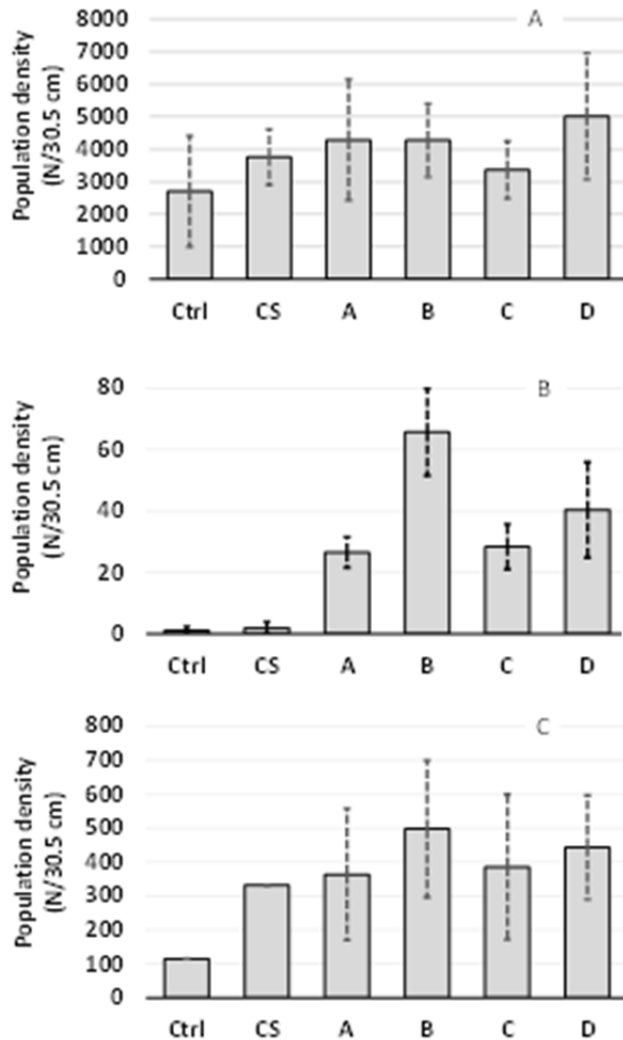 A
Population density
(N/30.5 cm)
8000
7000
6000
5000
4000
3000
2000
1000
0
Ctrl CS A B C D
B
Population density
(N/30.5 cm)
80
60
40
20
0
Ctrl CS A B C D
C
Population density
(N/30.5 cm)
800
700
600
500
400
300
200
100
0
Ctrl CS A B C D